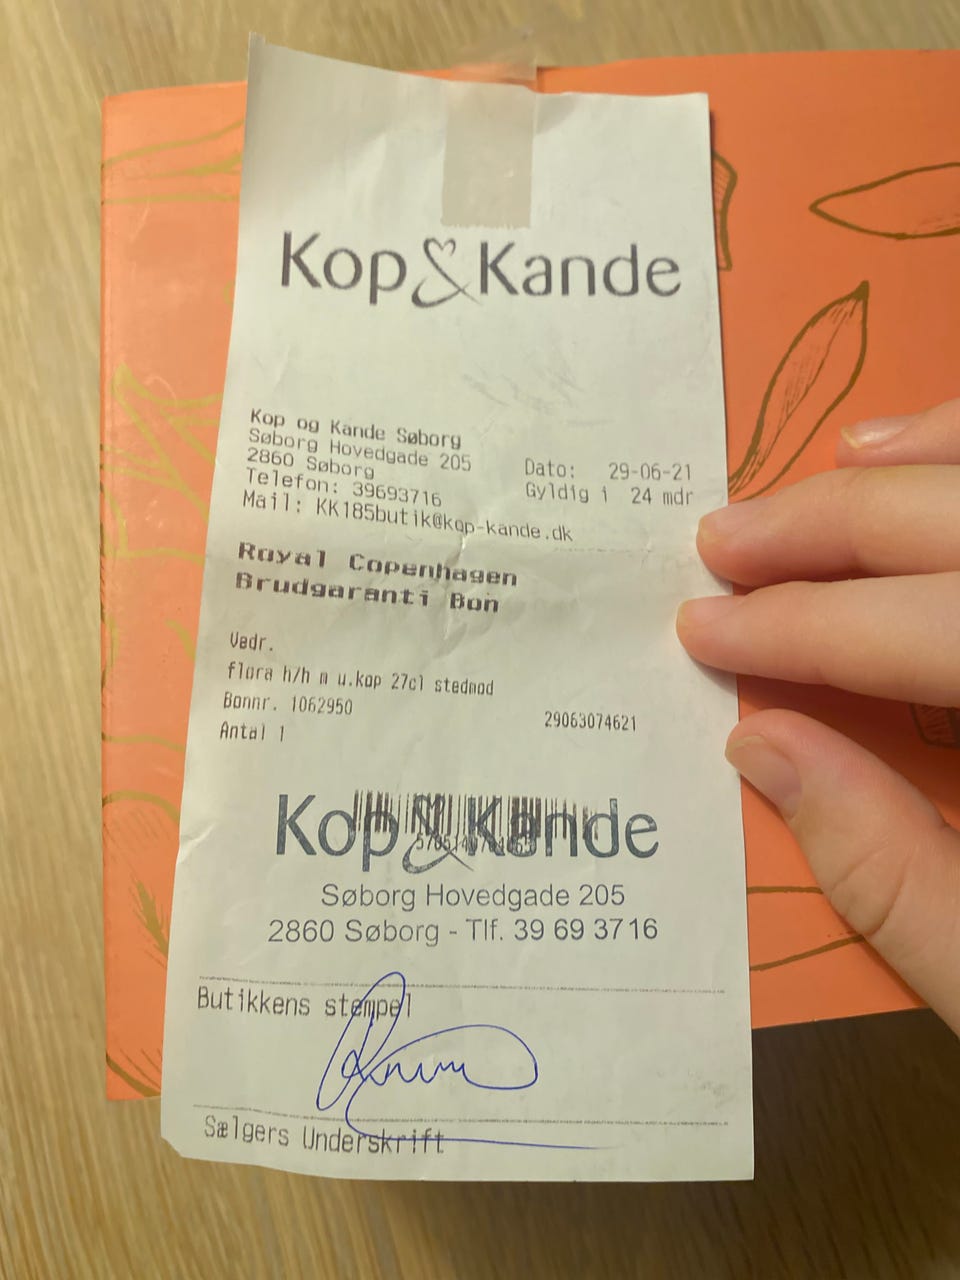 Kop & Kande
Kop og Kande Søborg
Søborg Hovedgade 205
2860 Søborg
Telefon: 39693716
Mail: KK185butik@kop-kande.dk
Dato: 29-06-21
Gyldig i 24 mdr
Royal Copenhagen
Brudgaranti Bon
Vedr.
flora h/h m u.kop 27cl stedmod
Bonnr. 1062950
29063074621
Antal 1
Kop & Kande
Søborg Hovedgade 205
2860 Søborg - Tlf. 39 69 3716
Butikkens stempel
Sælgers Underskrift